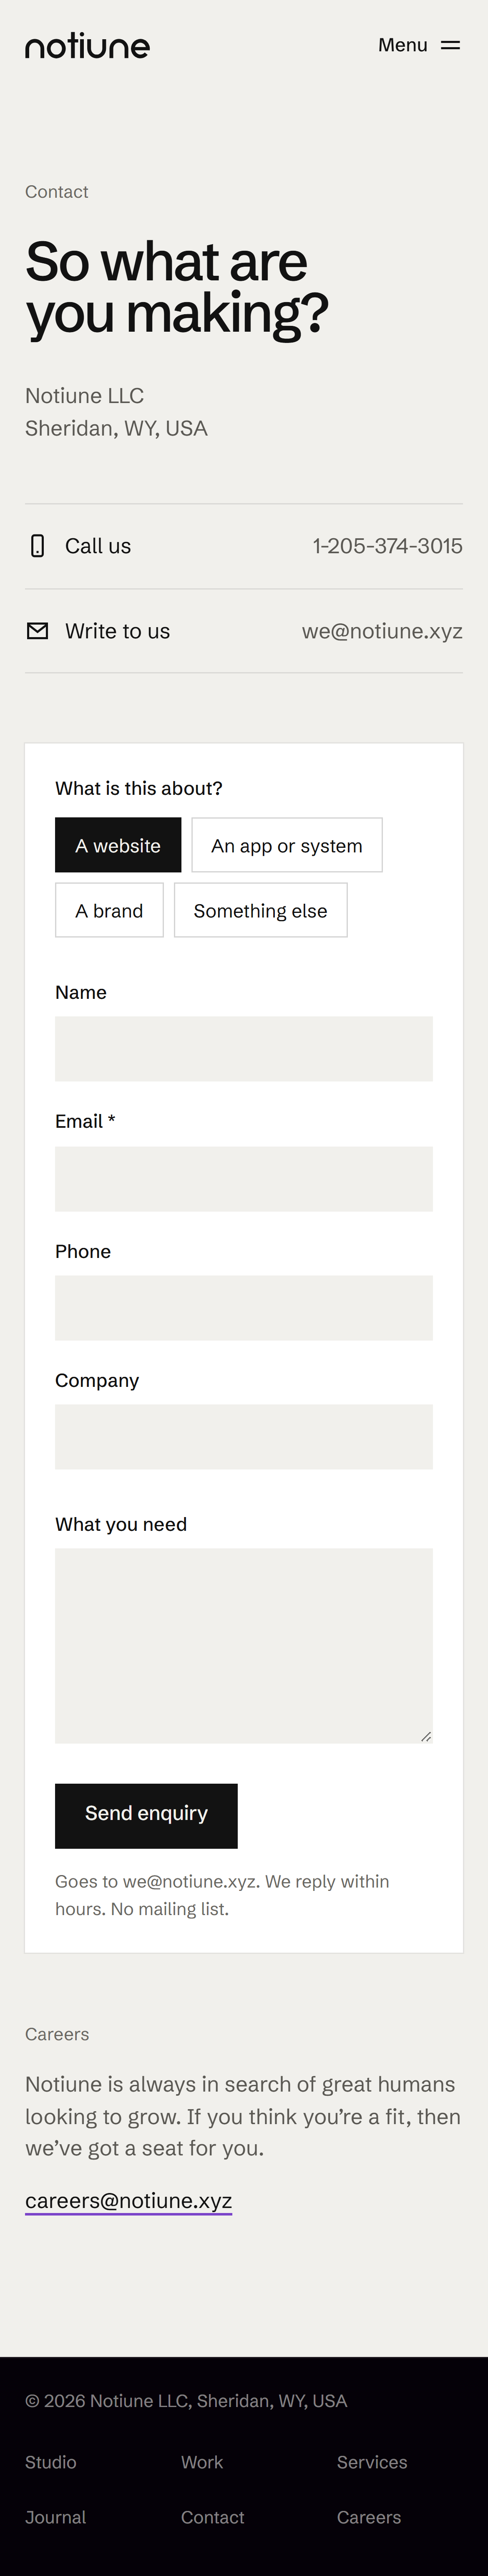 notiune
Menu
Contact
So what are
you making?
Notiune LLC
Sheridan, WY, USA
Call us
1-205-374-3015
Write to us
we@notiune.xyz
What is this about?
A website
An app or system
A brand
Something else
Name
Email *
Phone
Company
What you need
Send enquiry
Goes to we@notiune.xyz. We reply within
hours. No mailing list.
Careers
Notiune is always in search of great humans
looking to grow. If you think you’re a fit, then
we’ve got a seat for you.
careers@notiune.xyz
© 2026 Notiune LLC, Sheridan, WY, USA
Studio
Work
Services
Journal
Contact
Careers